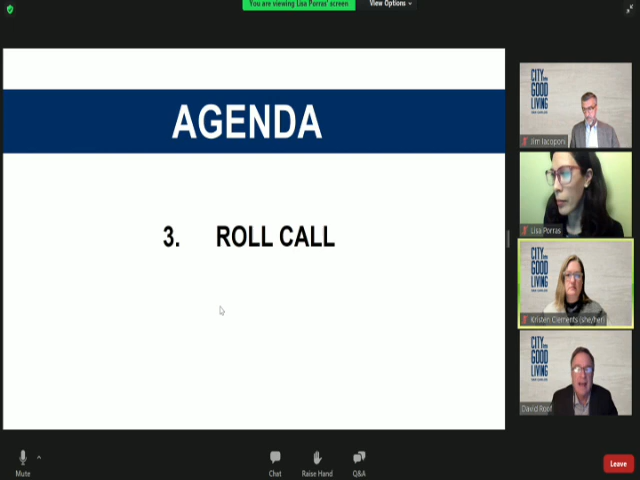 You are viewing Lisa Porras' screen
View Options
AGENDA
3. ROLL CALL
CITY
GOOD
LIVING
Jim Iacoponi
Lisa Porras
CITY
GOOD
LIVING
Kristen Clements (she/her)
CITY
GOOD
LIVING
David
Mute
Chat
Raise Hand
Q&A
Leave